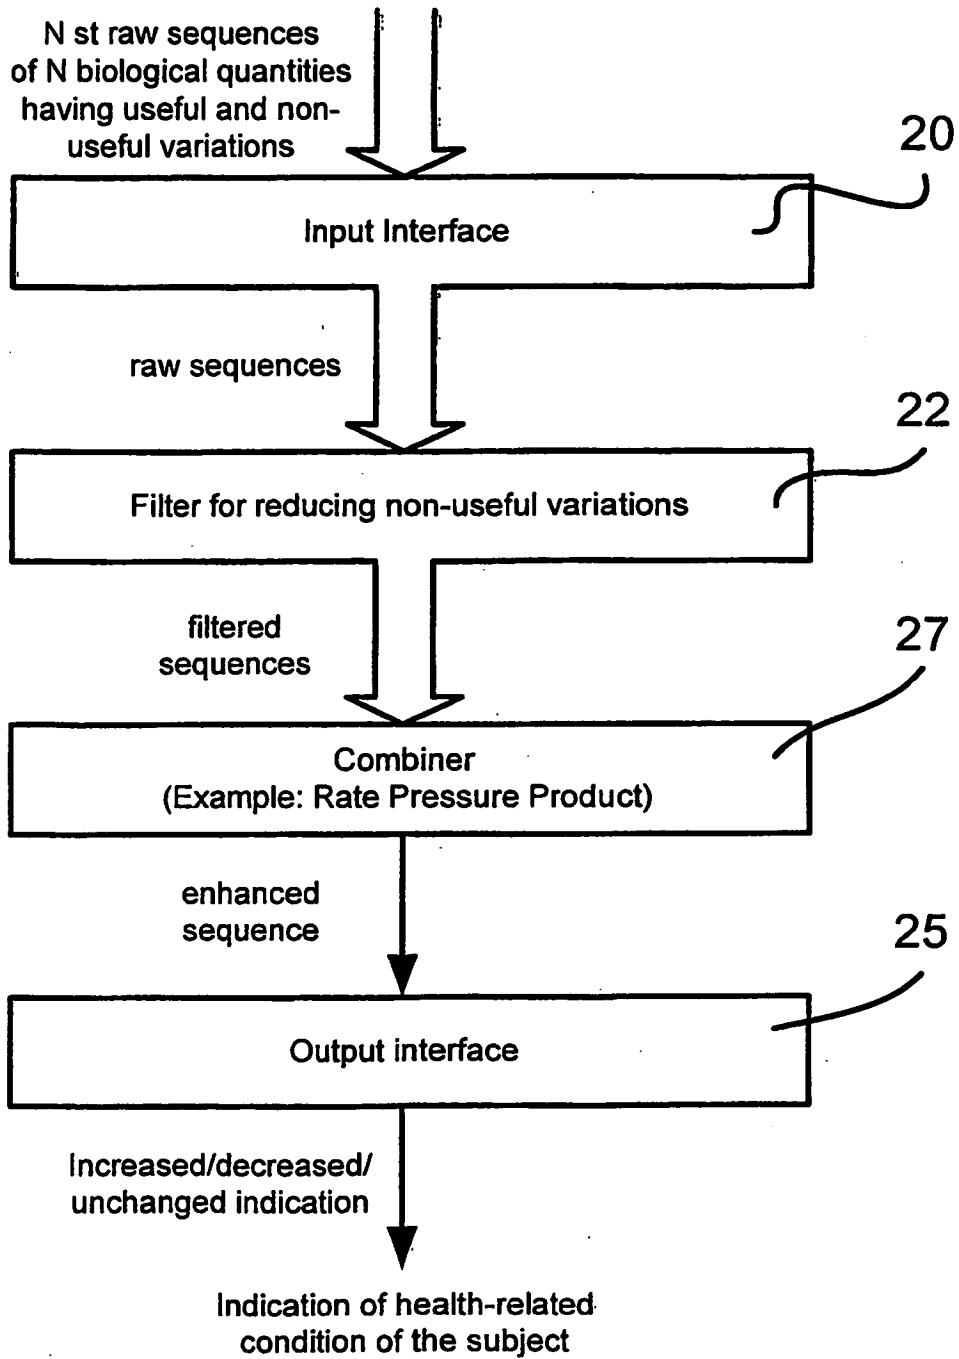 N st raw sequences
of N biological quantities
having useful and non-
useful variations
20
Input Interface
raw sequences
22
Filter for reducing non-useful variations
filtered
sequences
27
Combiner
(Example: Rate Pressure Product)
enhanced
sequence
25
Output interface
Increased/decreased/
unchanged indication
Indication of health-related
condition of the subject